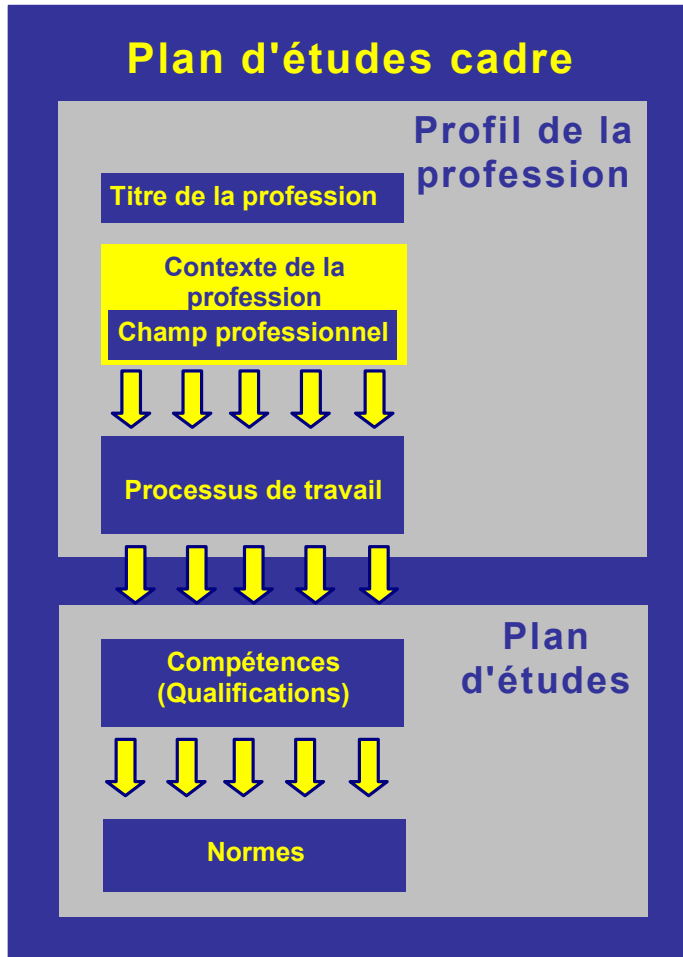 Plan d'études cadre
Profil de la
profession
Titre de la profession
Contexte de la
profession
Champ professionnel
Processus de travail
Plan
d'études
Compétences
(Qualifications)
Normes